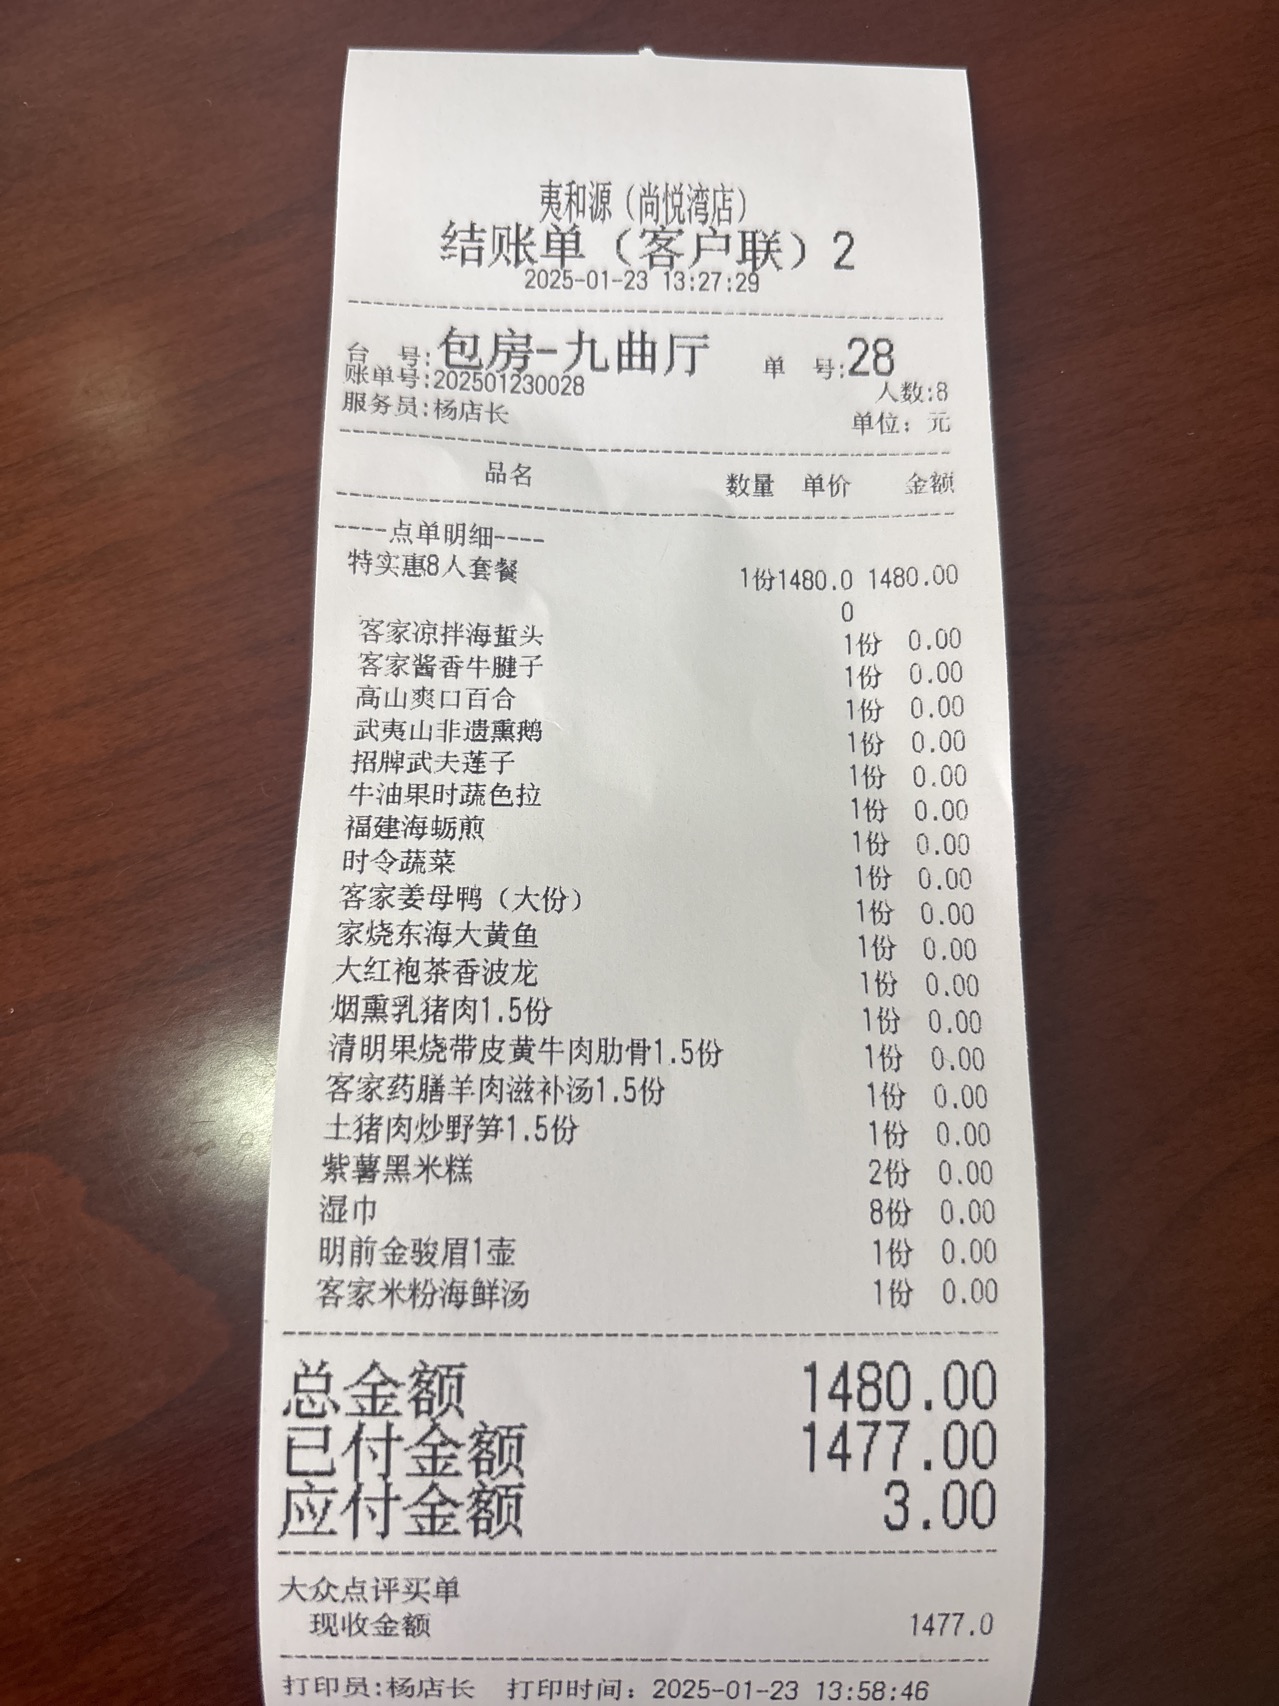 夷和源（尚悦湾店）
结账单（客户联）2
2025-01-23 13:27:29
台 号:包房-九曲厅 单 号:28
账单号:202501230028 人数:8
服务员:杨店长 单位：元
品名 数量 单价 金额
----点单明细----
特实惠8人套餐 1份1480.0 1480.00
0
客家凉拌海蜇头 1份 0.00
客家酱香牛腱子 1份 0.00
高山爽口百合 1份 0.00
武夷山非遗熏鹅 1份 0.00
招牌武夫莲子 1份 0.00
牛油果时蔬色拉 1份 0.00
福建海蛎煎 1份 0.00
时令蔬菜 1份 0.00
客家姜母鸭（大份） 1份 0.00
家烧东海大黄鱼 1份 0.00
大红袍茶香波龙 1份 0.00
烟熏乳猪肉1.5份 1份 0.00
清明果烧带皮黄牛肉肋骨1.5份 1份 0.00
客家药膳羊肉滋补汤1.5份 1份 0.00
土猪肉炒野笋1.5份 1份 0.00
紫薯黑米糕 2份 0.00
湿巾 8份 0.00
明前金骏眉1壶 1份 0.00
客家米粉海鲜汤 1份 0.00
总金额 1480.00
已付金额 1477.00
应付金额 3.00
大众点评买单
现收金额 1477.0
打印员:杨店长 打印时间：2025-01-23 13:58:46